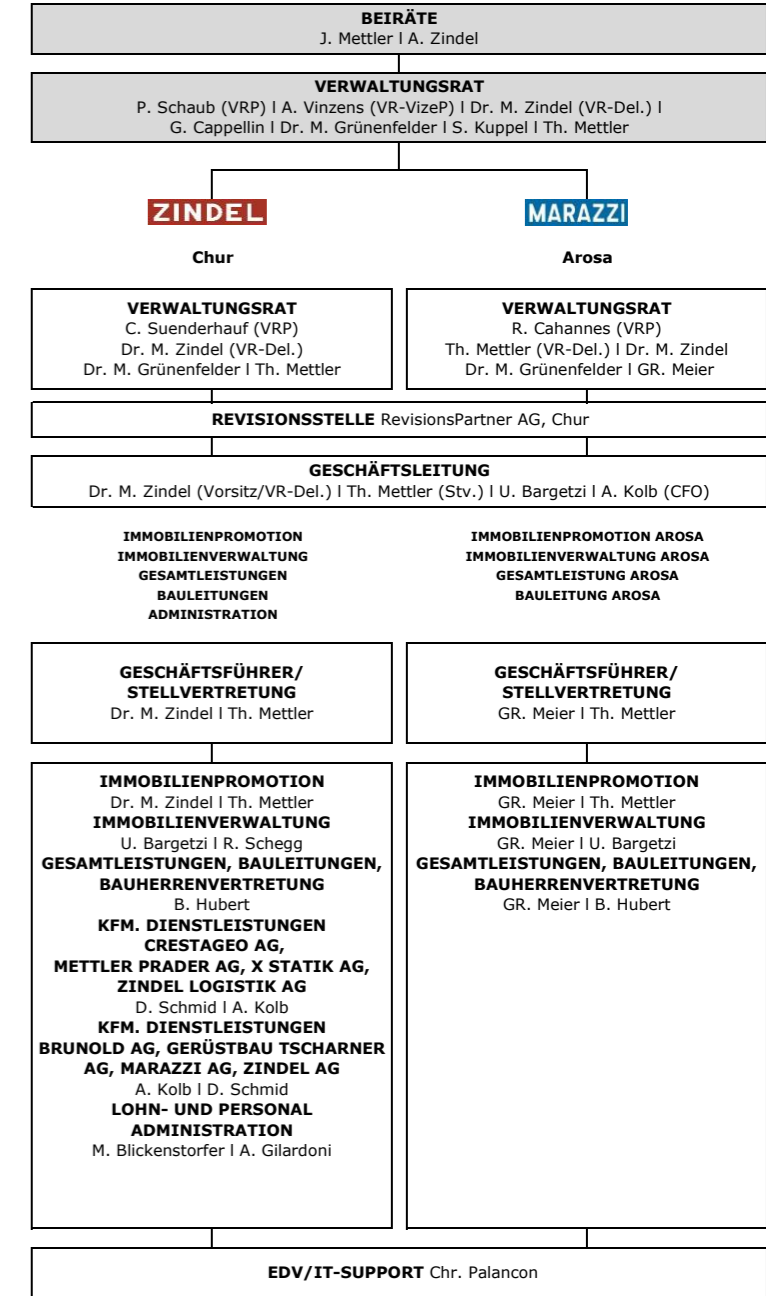 BEIRÄTE
J. Mettler l A. Zindel
VERWALTUNGSRAT
P. Schaub (VRP) l A. Vinzens (VR-VizeP) l Dr. M. Zindel (VR-Del.) l
G. Cappellin l Dr. M. Grünenfelder l S. Kuppel l Th. Mettler
ZINDEL
Chur
MARAZZI
Arosa
VERWALTUNGSRAT
C. Suenderhauf (VRP)
Dr. M. Zindel (VR-Del.)
Dr. M. Grünenfelder l Th. Mettler
VERWALTUNGSRAT
R. Cahannes (VRP)
Th. Mettler (VR-Del.) l Dr. M. Zindel
Dr. M. Grünenfelder l GR. Meier
REVISIONSSTELLE RevisionsPartner AG, Chur
GESCHÄFTSLEITUNG
Dr. M. Zindel (Vorsitz/VR-Del.) l Th. Mettler (Stv.) l U. Bargetzi l A. Kolb (CFO)
IMMOBILIENPROMOTION
IMMOBILIENVERWALTUNG
GESAMTLEISTUNGEN
BAULEITUNGEN
ADMINISTRATION
IMMOBILIENPROMOTION AROSA
IMMOBILIENVERWALTUNG AROSA
GESAMTLEISTUNG AROSA
BAULEITUNG AROSA
GESCHÄFTSFÜHRER/
STELLVERTRETUNG
Dr. M. Zindel l Th. Mettler
GESCHÄFTSFÜHRER/
STELLVERTRETUNG
GR. Meier l Th. Mettler
IMMOBILIENPROMOTION
Dr. M. Zindel l Th. Mettler
IMMOBILIENVERWALTUNG
U. Bargetzi l R. Schegg
GESAMTLEISTUNGEN, BAULEITUNGEN,
BAUHERRENVERTRETUNG
B. Hubert
KFM. DIENSTLEISTUNGEN
CRESTAGEO AG,
METTLER PRADER AG, X STATIK AG,
ZINDEL LOGISTIK AG
D. Schmid l A. Kolb
KFM. DIENSTLEISTUNGEN
BRUNOLD AG, GERÜSTBAU TSCHARNER
AG, MARAZZI AG, ZINDEL AG
A. Kolb l D. Schmid
LOHN- UND PERSONAL
ADMINISTRATION
M. Blickenstorfer l A. Gilardoni
IMMOBILIENPROMOTION
GR. Meier l Th. Mettler
IMMOBILIENVERWALTUNG
GR. Meier l U. Bargetzi
GESAMTLEISTUNGEN, BAULEITUNGEN,
BAUHERRENVERTRETUNG
GR. Meier l B. Hubert
EDV/IT-SUPPORT Chr. Palancon